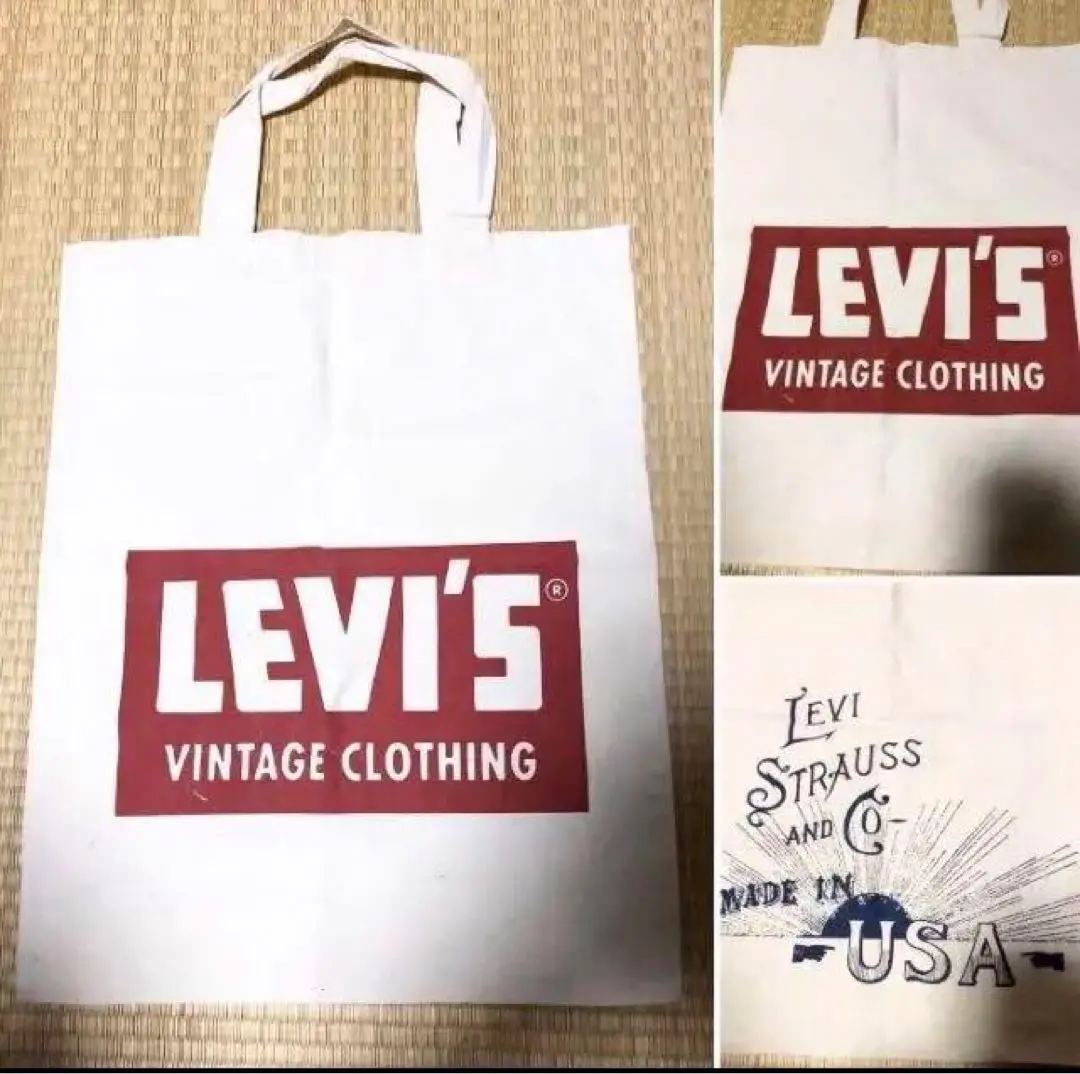 LEVI'S®
VINTAGE CLOTHING
LEVI'S®
VINTAGE CLOTHING
LEVI
STRAUSS
AND CO-
MADE IN
USA